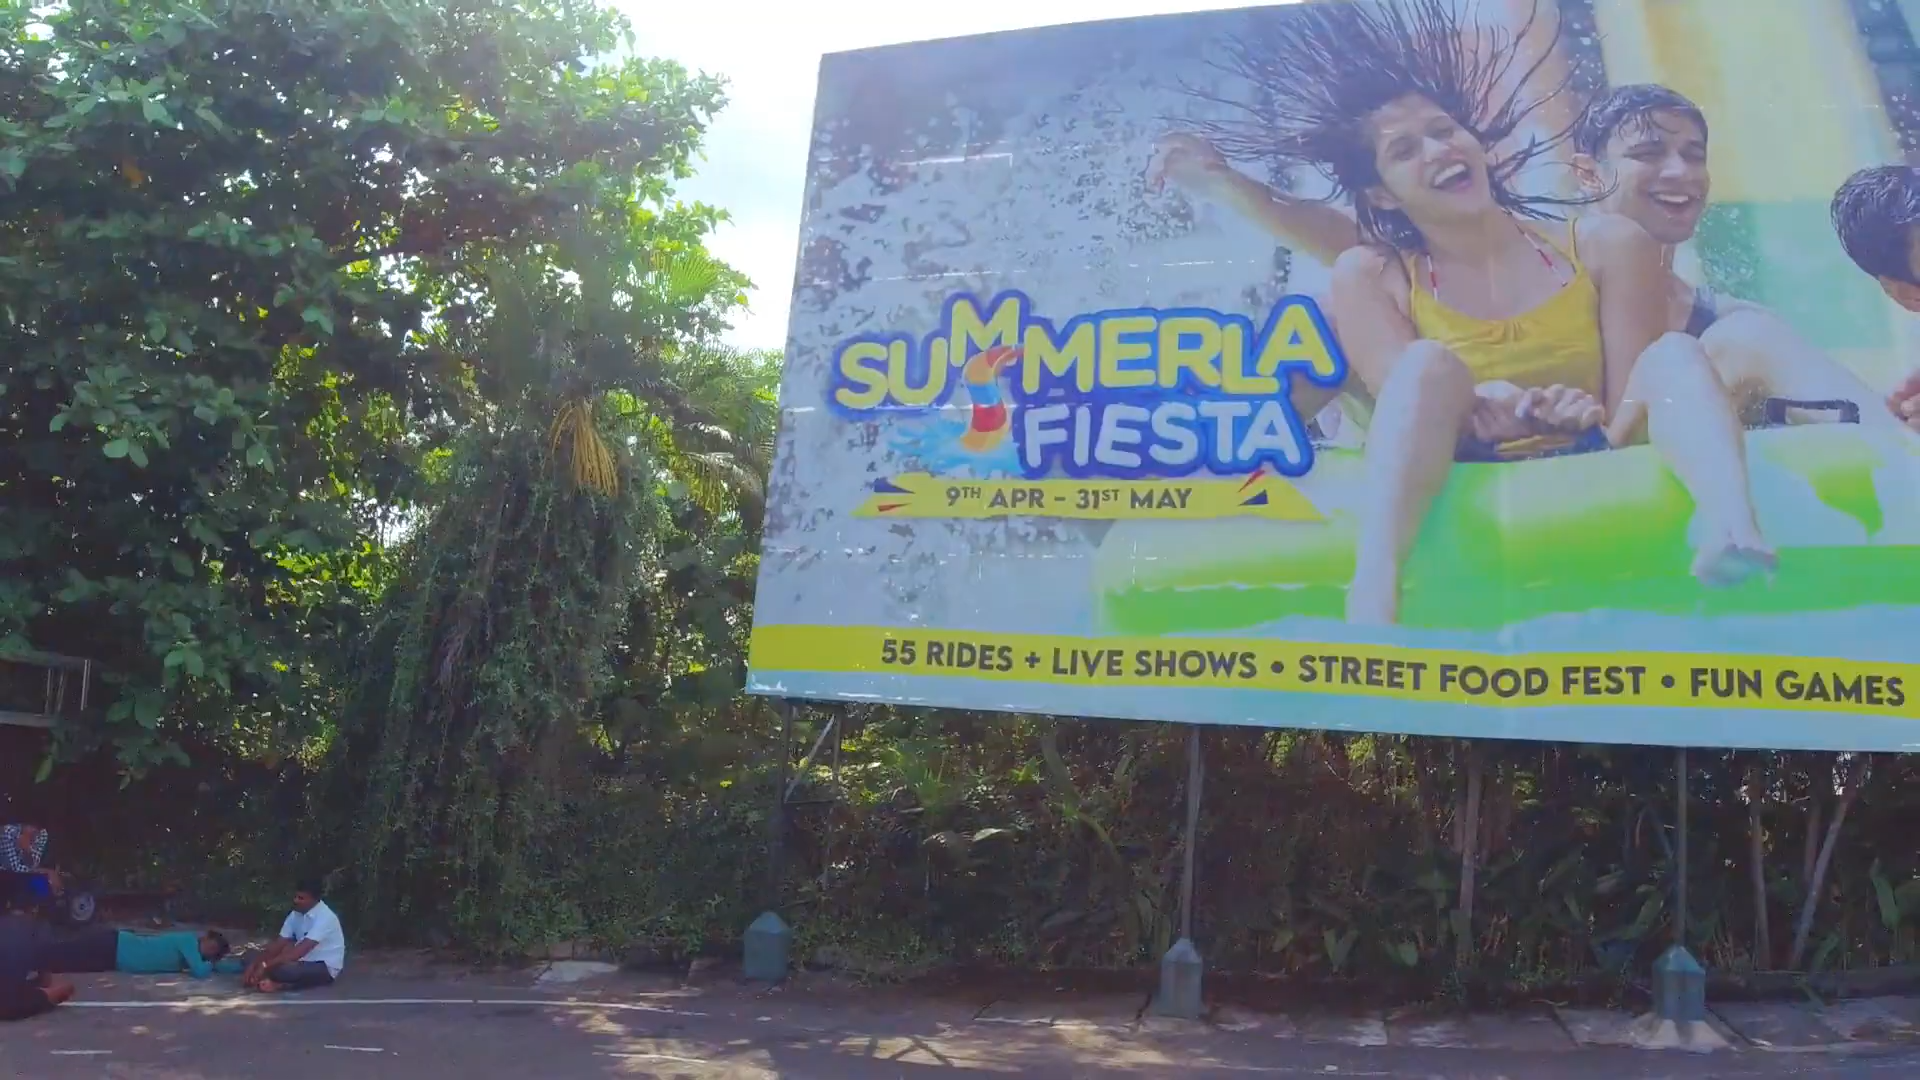 SUMMERLA
FIESTA
9TH APR - 31ST MAY
55 RIDES + LIVE SHOWS • STREET FOOD FEST • FUN GAMES